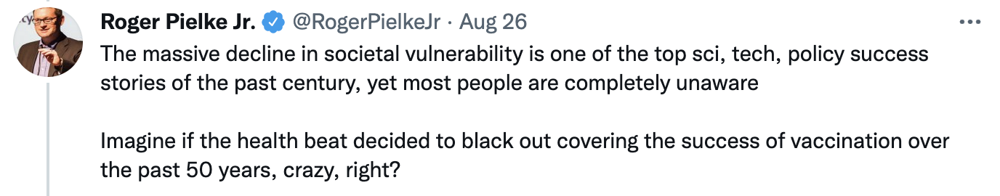 Roger Pielke Jr. @RogerPielkeJr · Aug 26
The massive decline in societal vulnerability is one of the top sci, tech, policy success
stories of the past century, yet most people are completely unaware
Imagine if the health beat decided to black out covering the success of vaccination over
the past 50 years, crazy, right?